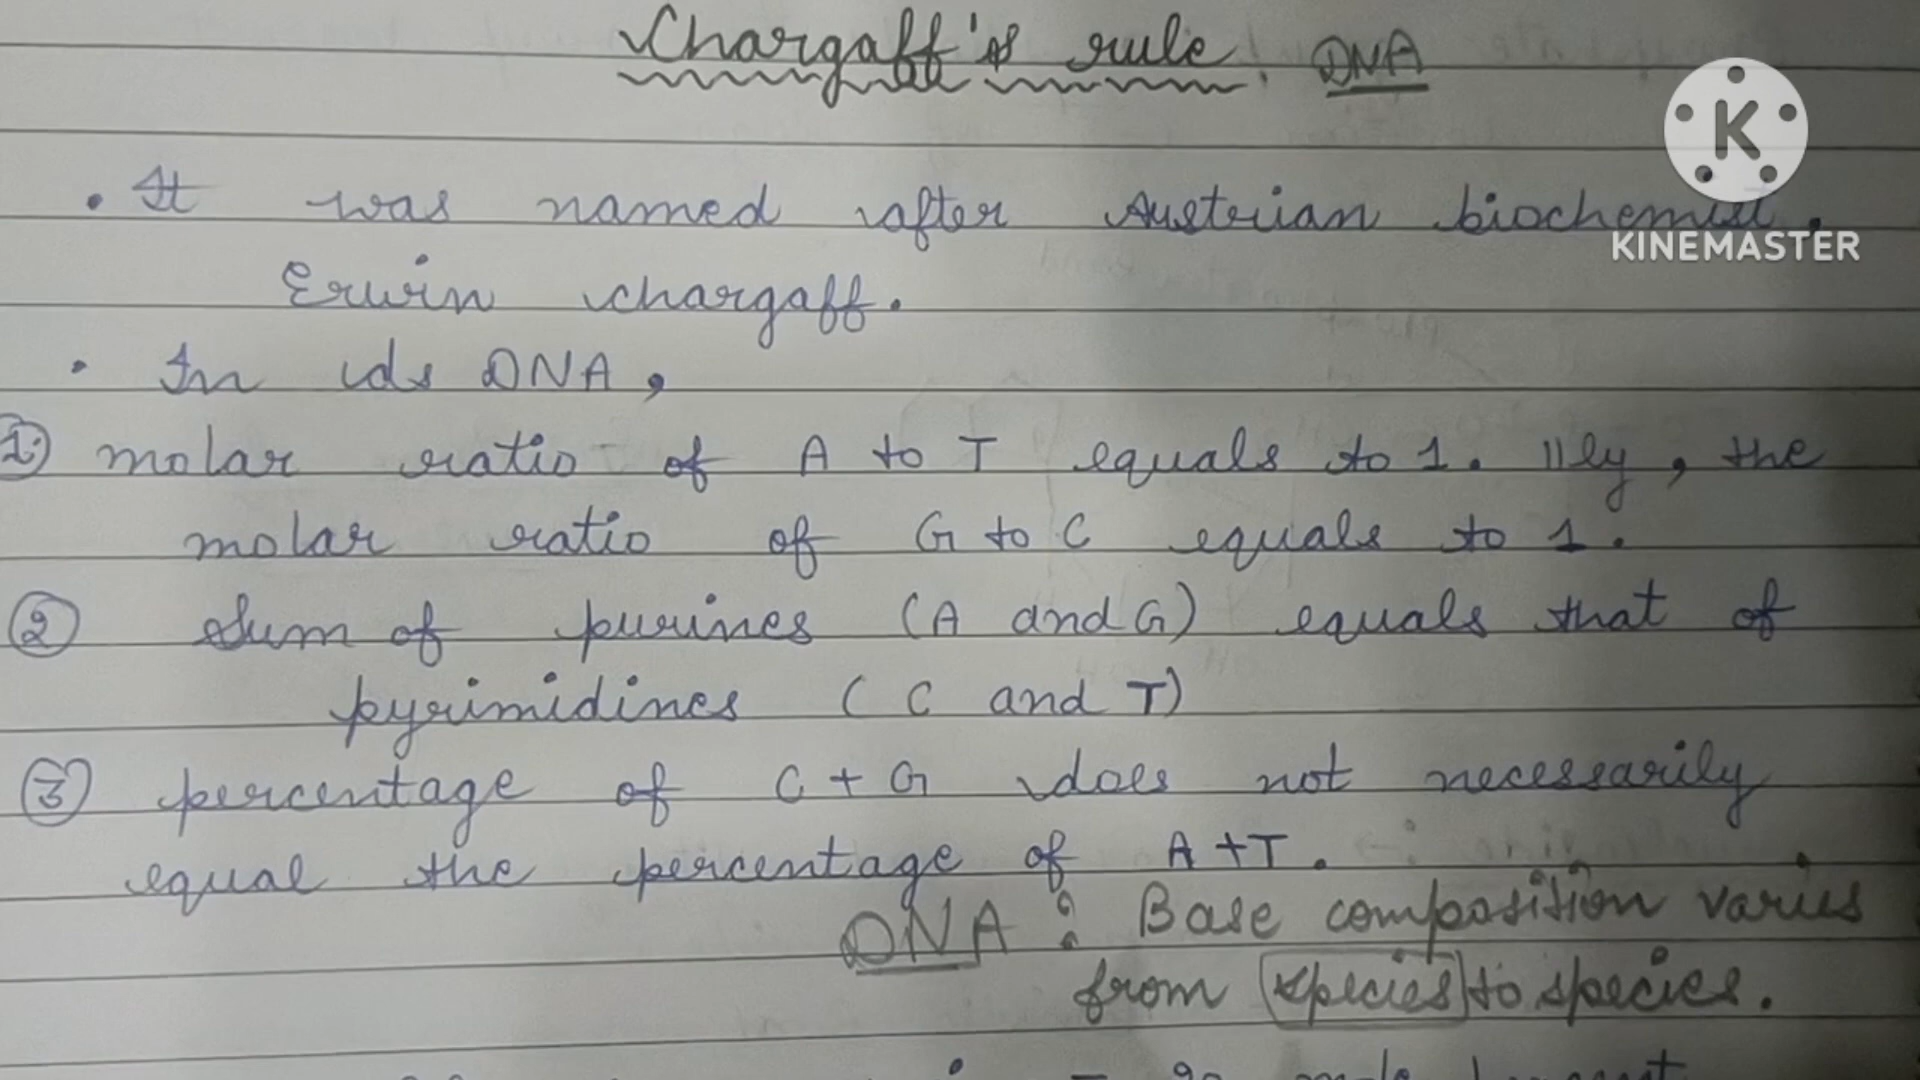 Chargaff's rule. DNA
K
KINEMASTER
• It was named after Austrian biochemist,
Erwin chargaff.
• In ds DNA,
1. molar ratio of A to T equals to 1. llly, the
molar ratio of G to C equals to 1.
2 Sum of purines (A and G) equals that of
pyrimidines (C and T)
3 percentage of C + G does not necessarily
equal the percentage of A +T.
DNA : Base composition varies
from species to species.